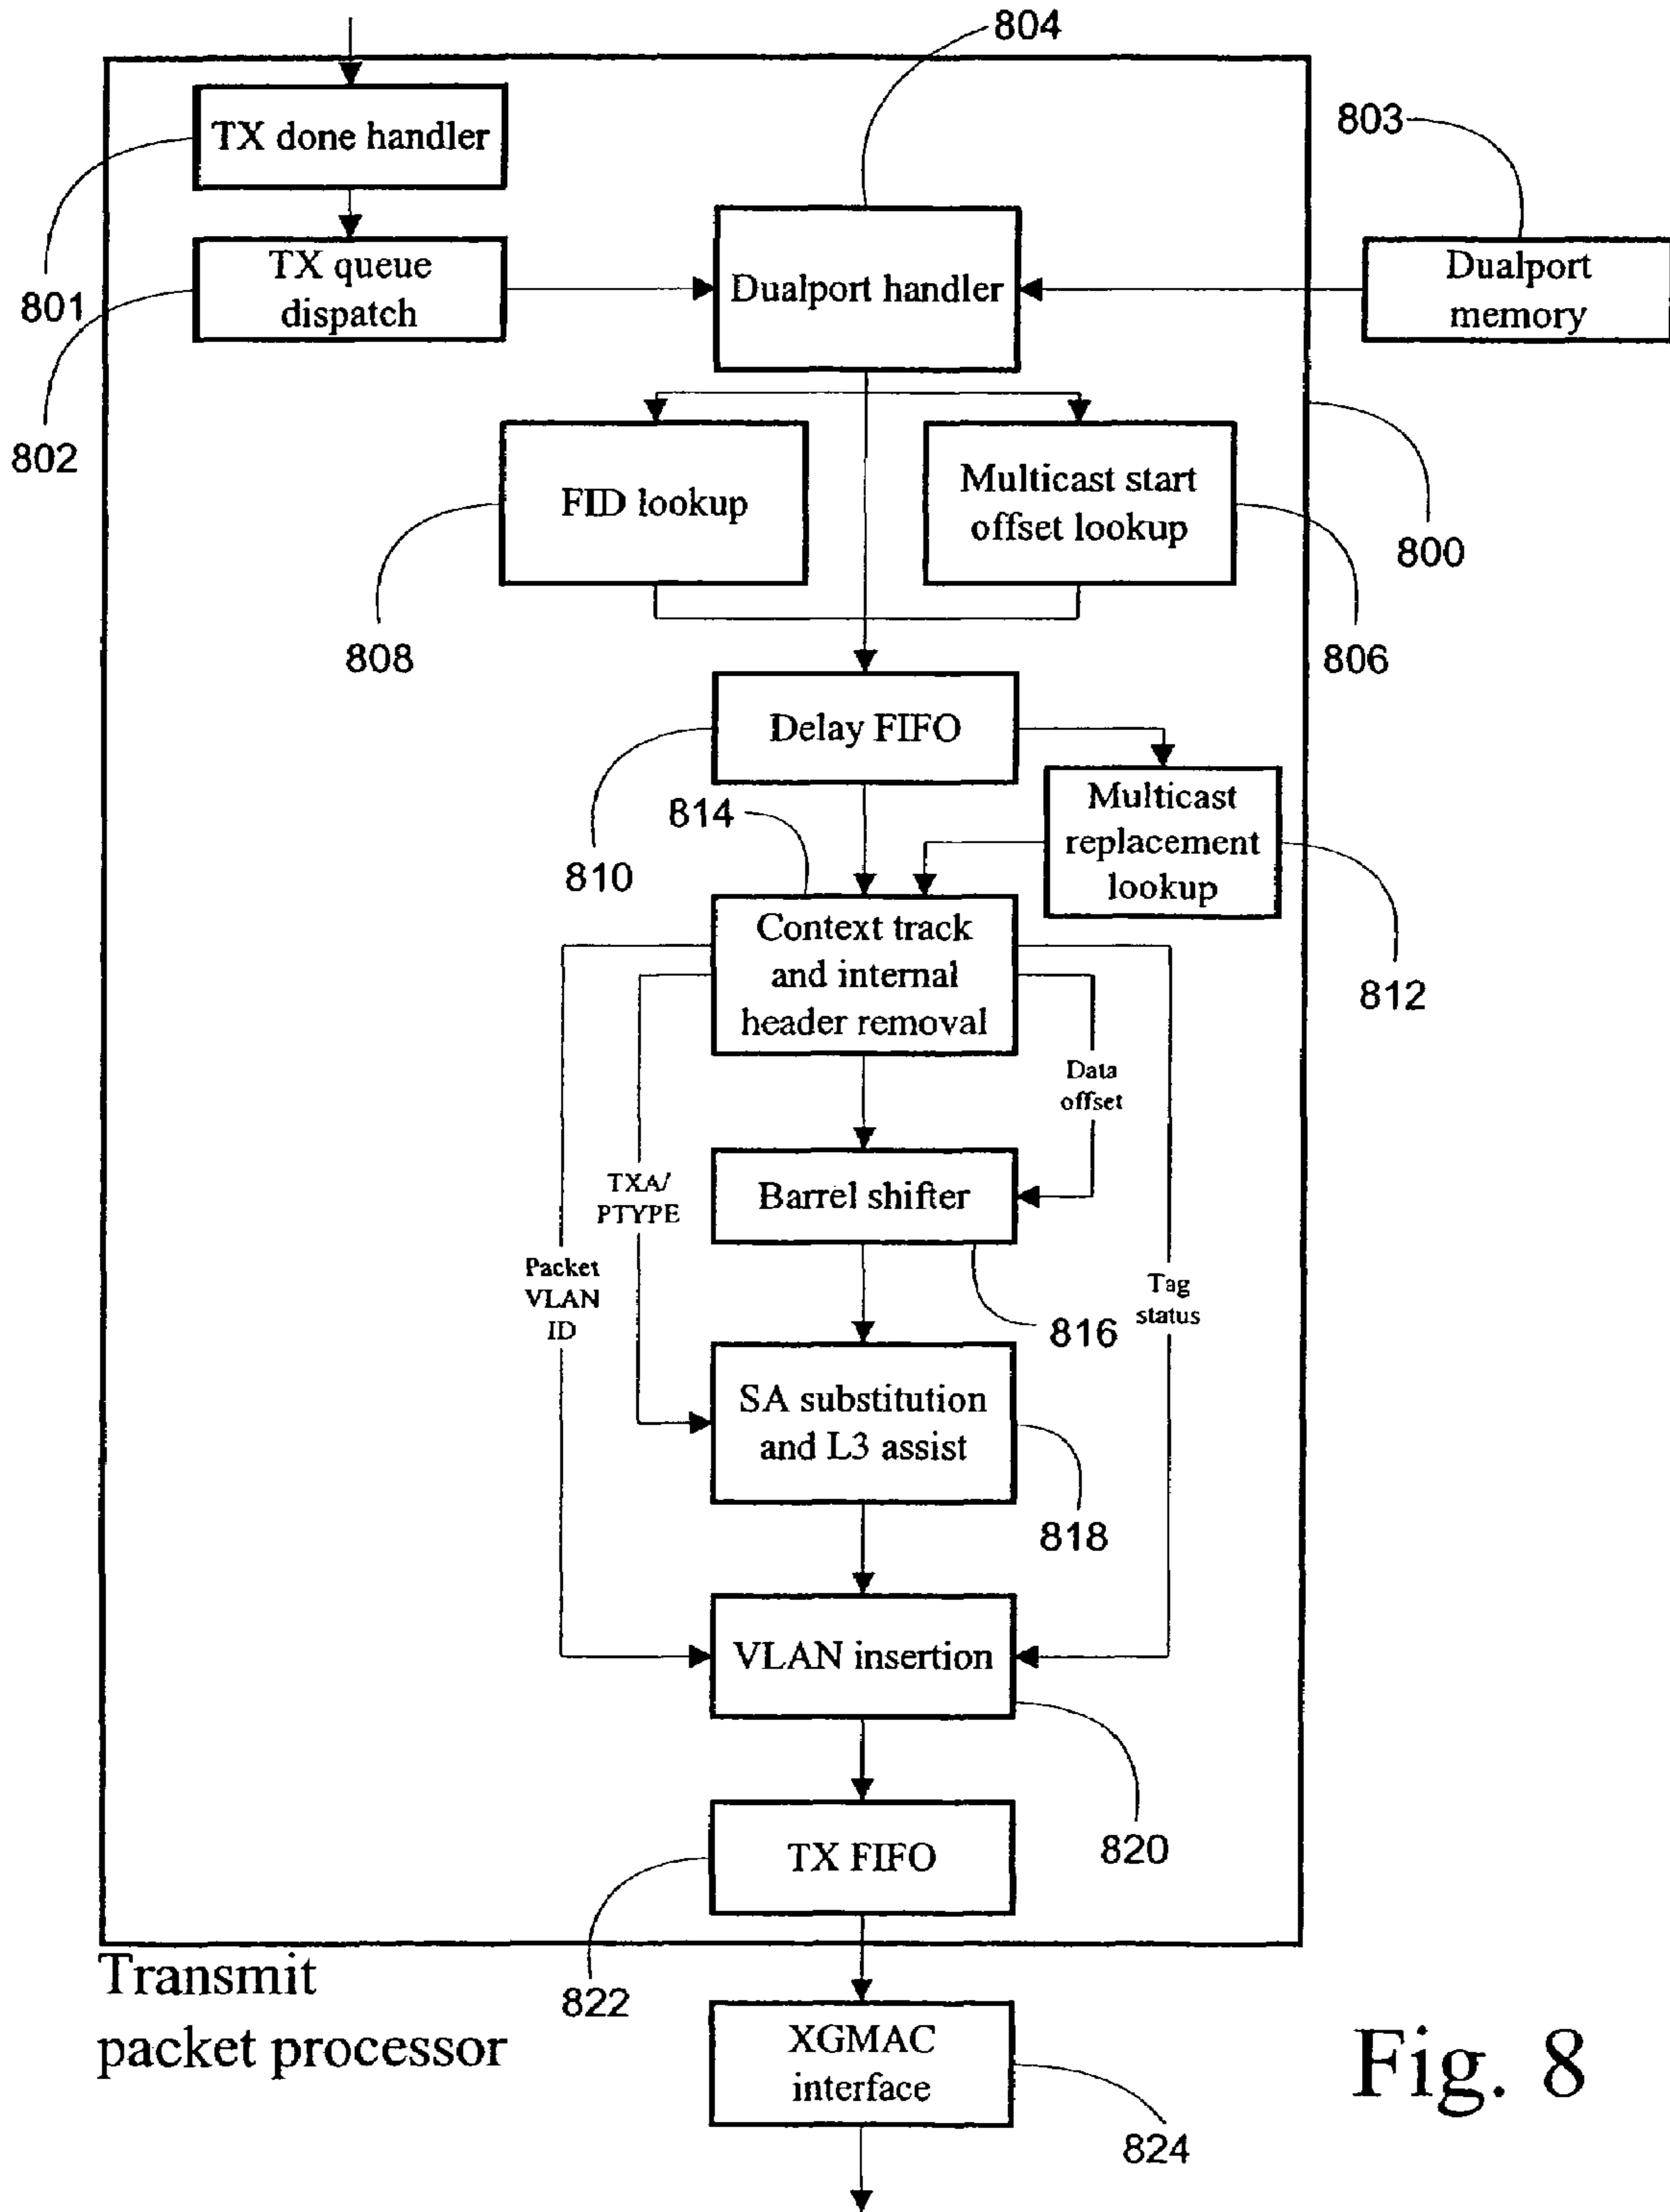 804
TX done handler
803
TX queue
dispatch
Dualport handler
Dualport
memory
801
802
FID lookup
Multicast start
offset lookup
800
808
806
Delay FIFO
814
Multicast
replacement
lookup
810
Context track
and internal
header removal
812
Data
offset
TXA/
PTYPE
Barrel shifter
Packet
VLAN
ID
Tag
status
816
SA substitution
and L3 assist
818
VLAN insertion
820
TX FIFO
822
Transmit
packet processor
XGMAC
interface
824
Fig. 8